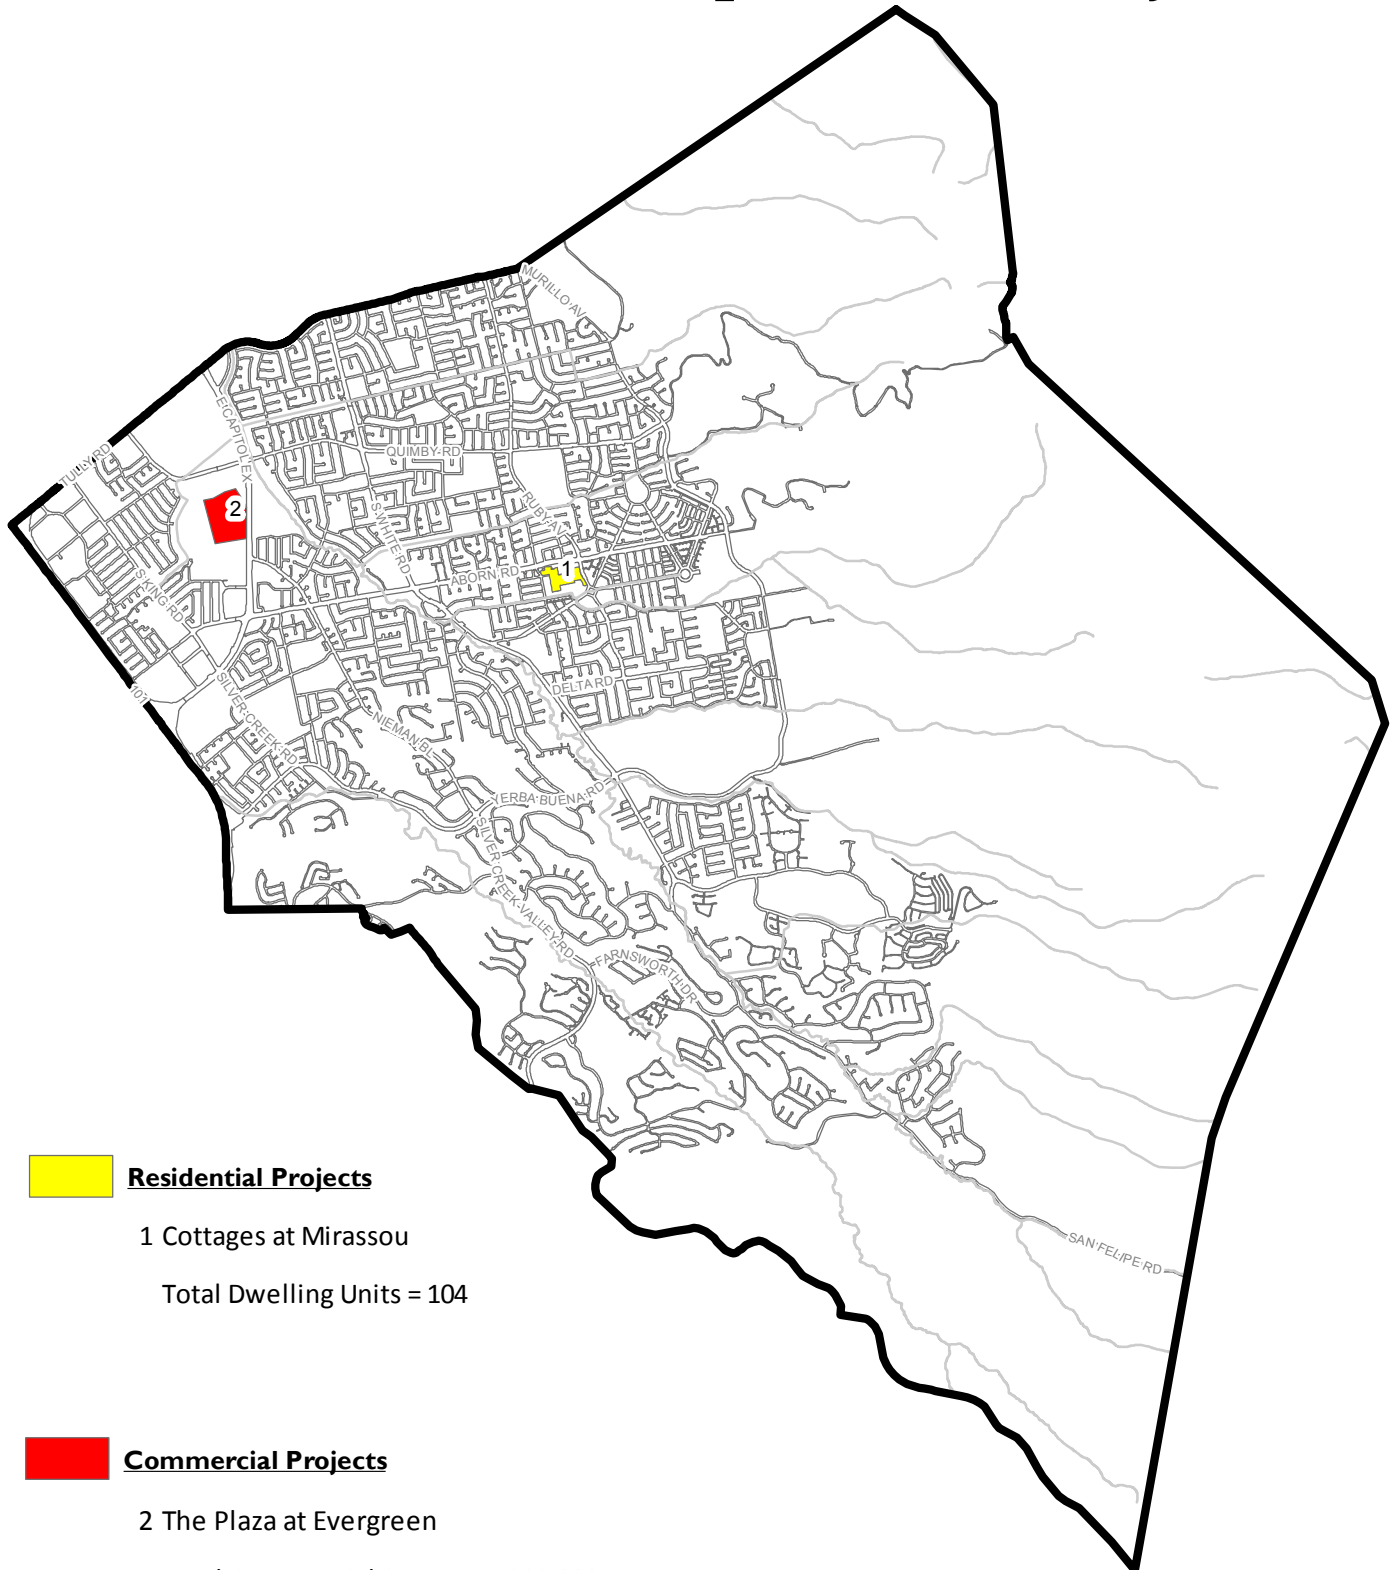 MURILLO AV
E CAPITOL EX
TULLY RD
QUIMBY RD
2
RUBY AV
S WHITE RD
1
ABORN RD
S KING RD
DELTA RD
101
SILVER CREEK RD
NIEMAN BL
YERBA BUENA RD
SILVER CREEK VALLEY RD
FARNSWORTH DR
SAN FELIPE RD
Residential Projects
1 Cottages at Mirassou
Total Dwelling Units = 104
Commercial Projects
2 The Plaza at Evergreen